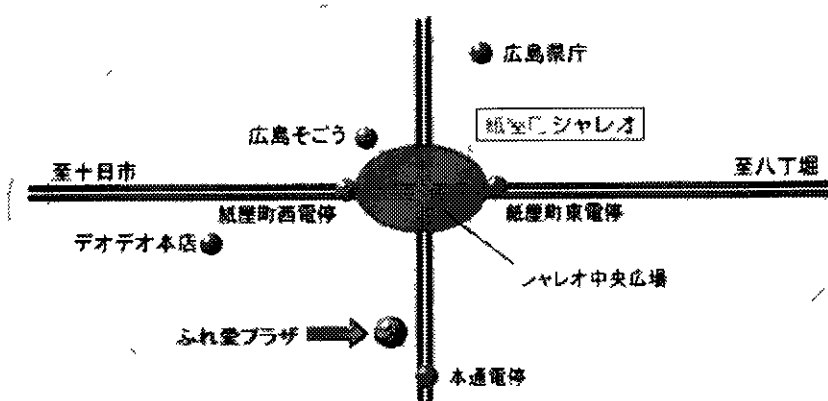 広島県庁
広島そごう
紙屋町シャレオ
至十日市
至八丁堀
紙屋町西電停
紙屋町東電停
デオデオ本店
シャレオ中央広場
ふれ愛プラザ
本通電停